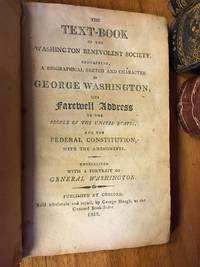 THE
TEXT-BOOK
OF THE
WASHINGTON BENEVOLENT SOCIETY.
CONTAINING,
A BIOGRAPHICAL SKETCH AND CHARACTER
OF
GEORGE WASHINGTON,
HIS
Farewell Address
TO THE
PEOPLE OF THE UNITED STATES,
AND THE
FEDERAL CONSTITUTION,
WITH THE AMENDMENTS.
EMBELLISHED
WITH A PORTRAIT OF
GENERAL WASHINGTON.
PUBLISHED AT CONCORD:
Sold wholesale and retail, by George Hough, at the
Concord Book-Store
1812.